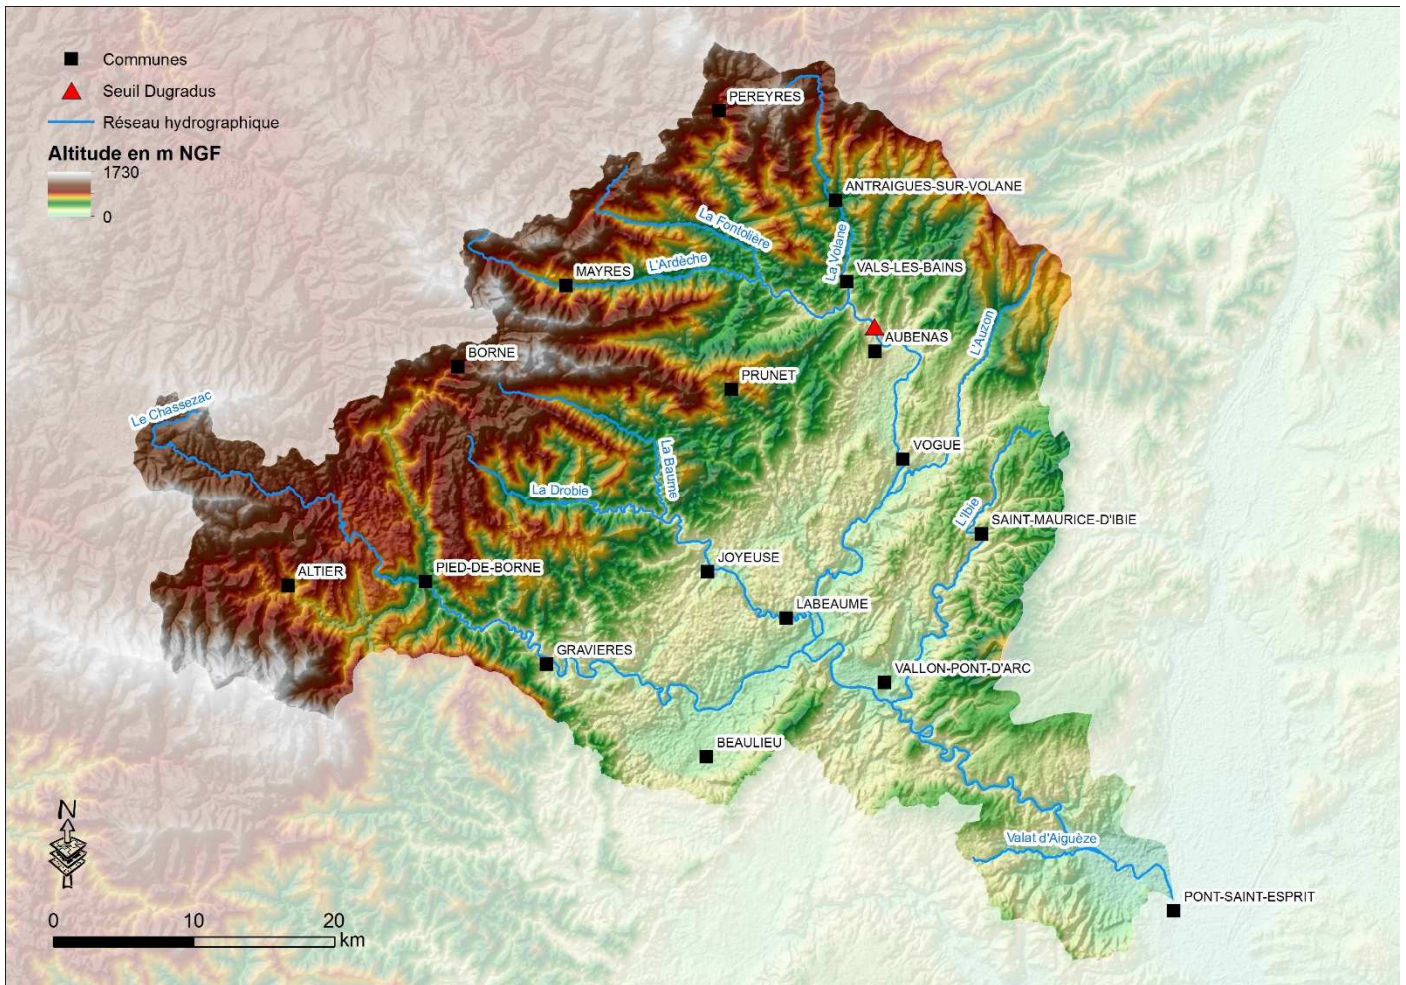 Communes
Seuil Dugradus
Réseau hydrographique
Altitude en m NGF
1730
0
PEREYRES
ANTRAIGUES-SUR-VOLANE
La Fontolière
La Volane
L'Ardèche
MAYRES
VALS-LES-BAINS
L'Auzon
AUBENAS
BORNE
PRUNET
Le Chassezac
VOGUE
La Baume
La Drobie
L'Ibie
SAINT-MAURICE-D'IBIE
JOYEUSE
PIED-DE-BORNE
ALTIER
LABEAUME
GRAVIERES
VALLON-PONT-D'ARC
BEAULIEU
N
Valat d'Aiguèze
PONT-SAINT-ESPRIT
0 10 20
km